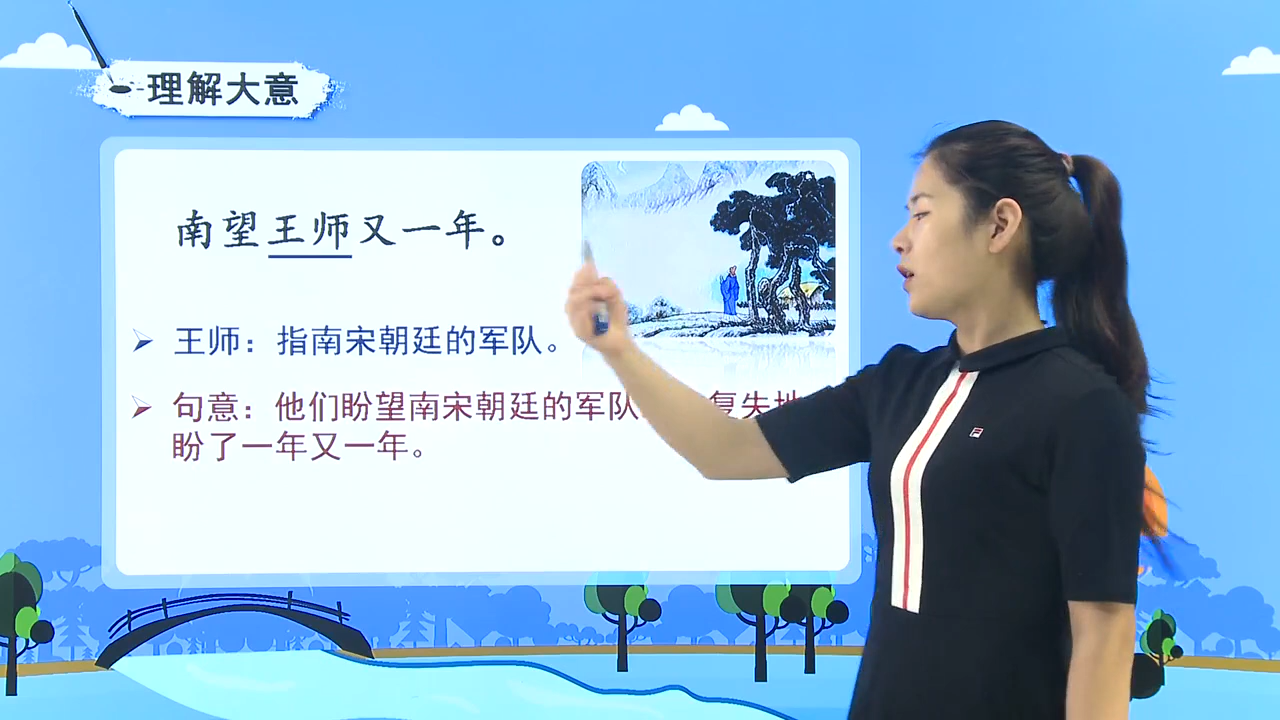 理解大意
南望王师又一年。
王师：指南宋朝廷的军队。
句意：他们盼望南宋朝廷的军队 复失地
盼了一年又一年。